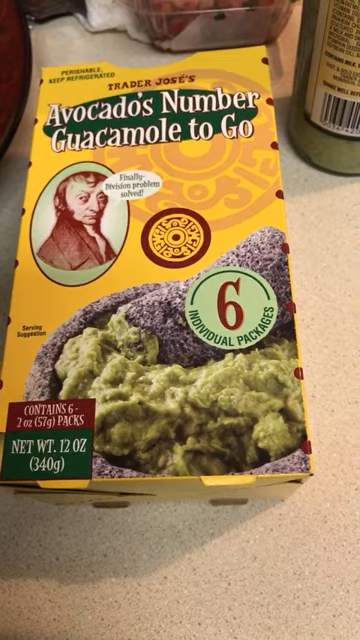 PERISHABLE,
KEEP REFRIGERATED
TRADER JOSÉ'S
Avocado's Number
Guacamole to Go
Finally-
Division problem
solved!
6
INDIVIDUAL PACKAGES
Serving
Suggestion
CONTAINS 6 -
2 oz (57g) PACKS
NET WT. 12 OZ
(340g)